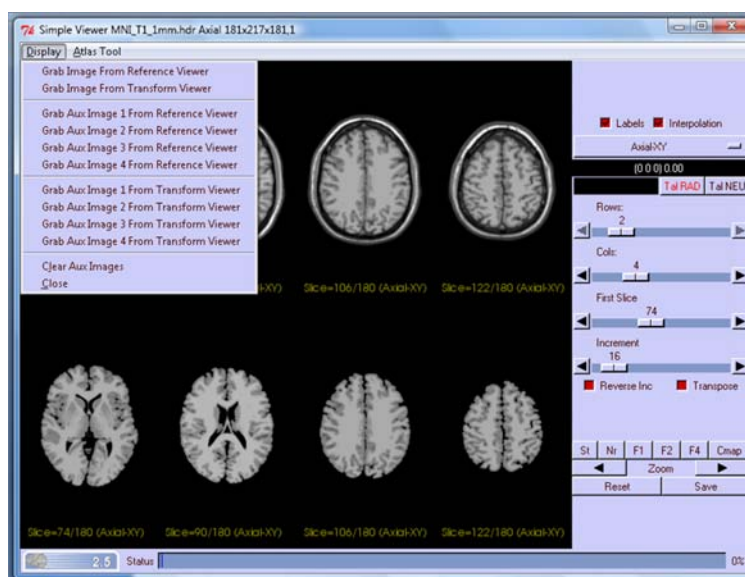 Simple Viewer MNI_T1_1mm.hdr Axial 181x217x181,1
Display Atlas Tool
Grab Image From Reference Viewer
Grab Image From Transform Viewer
Grab Aux Image 1 From Reference Viewer
Grab Aux Image 2 From Reference Viewer
Grab Aux Image 3 From Reference Viewer
Grab Aux Image 4 From Reference Viewer
Grab Aux Image 1 From Transform Viewer
Grab Aux Image 2 From Transform Viewer
Grab Aux Image 3 From Transform Viewer
Grab Aux Image 4 From Transform Viewer
Clear Aux Images
Close
(Axial-XY) Slice=106/180 (Axial-XY) Slice=122/180 (Axial-XY)
Slice=74/180 (Axial-XY) Slice=90/180 (Axial-XY) Slice=106/180 (Axial-XY) Slice=122/180 (Axial-XY)
Labels Interpolation
Axial-XY
(0 0 0) 0.00
Tal RAD Tal NEU
Rows:
2
Cols:
4
First Slice
74
Increment
16
Reverse Inc Transpose
St Nr F1 F2 F4 Cmap
Zoom
Reset Save
2.5 Status 0%